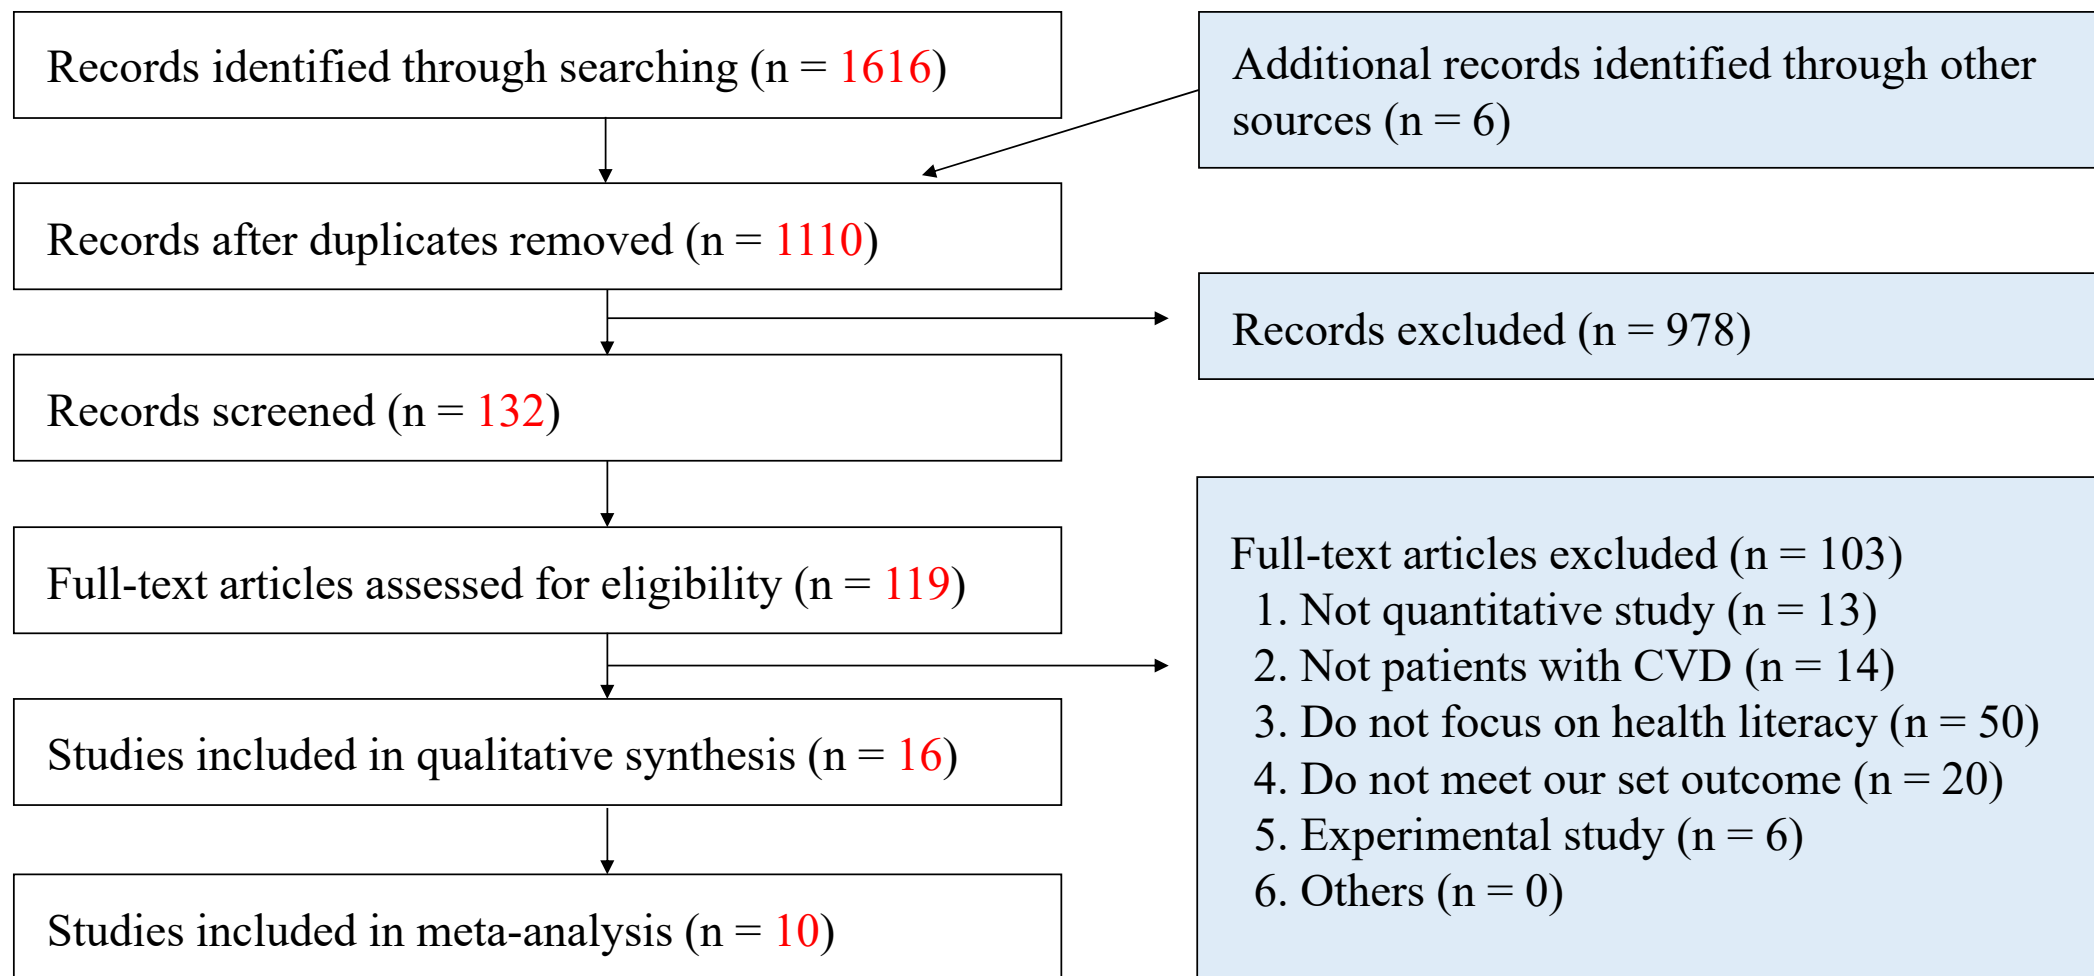 Records identified through searching (n = 1616)
Additional records identified through other
sources (n = 6)
Records after duplicates removed (n = 1110)
Records excluded (n = 978)
Records screened (n = 132)
Full-text articles assessed for eligibility (n = 119)
Full-text articles excluded (n = 103)
1. Not quantitative study (n = 13)
2. Not patients with CVD (n = 14)
3. Do not focus on health literacy (n = 50)
4. Do not meet our set outcome (n = 20)
5. Experimental study (n = 6)
6. Others (n = 0)
Studies included in qualitative synthesis (n = 16)
Studies included in meta-analysis (n = 10)